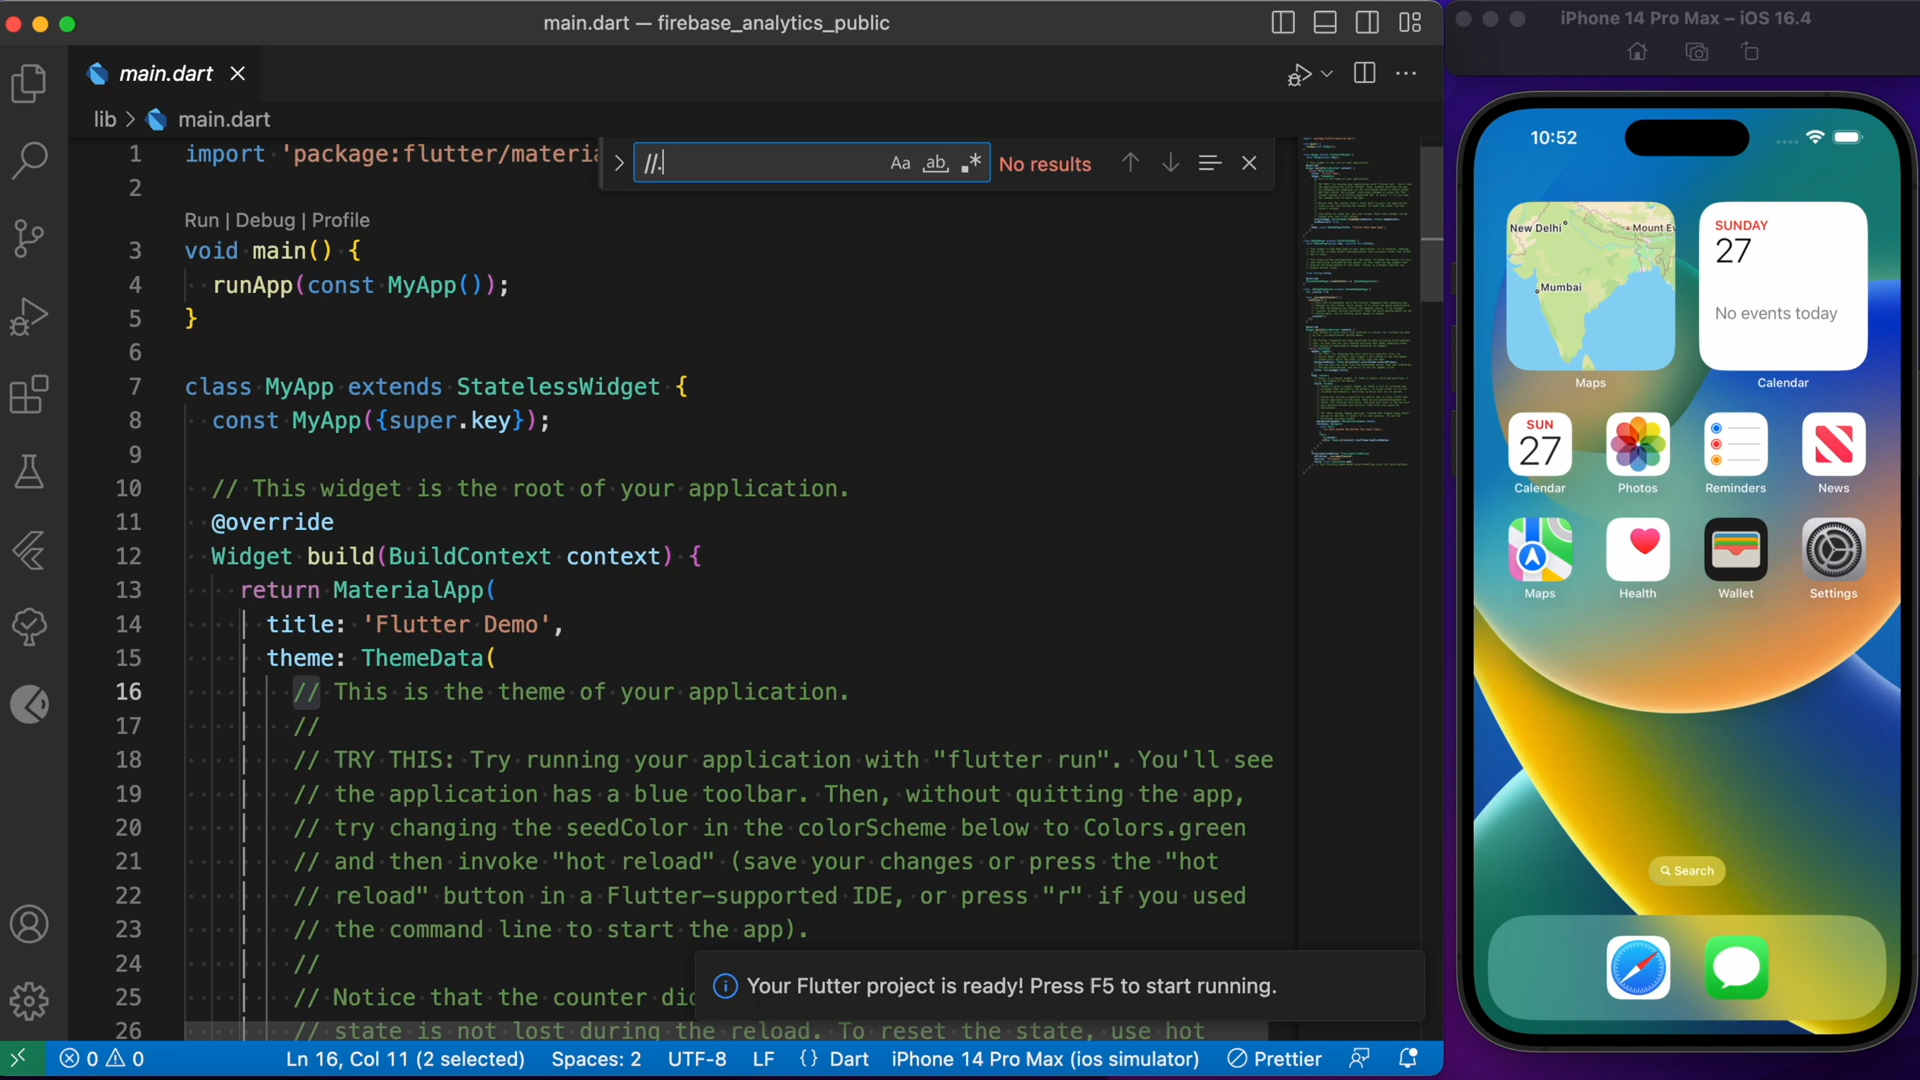 main.dart — firebase_analytics_public
main.dart
lib > main.dart
//.
Aa
ab
No results
1 import 'package:flutter/materia
2
Run | Debug | Profile
3 void main() {
4 runApp(const MyApp());
5 }
6
7 class MyApp extends StatelessWidget {
8 const MyApp({super.key});
9
10 // This widget is the root of your application.
11 @override
12 Widget build(BuildContext context) {
13 return MaterialApp(
14 title: 'Flutter Demo',
15 theme: ThemeData(
16 // This is the theme of your application.
17 //
18 // TRY THIS: Try running your application with "flutter run". You'll see
19 // the application has a blue toolbar. Then, without quitting the app,
20 // try changing the seedColor in the colorScheme below to Colors.green
21 // and then invoke "hot reload" (save your changes or press the "hot
22 // reload" button in a Flutter-supported IDE, or press "r" if you used
23 // the command line to start the app).
24 //
25 // Notice that the counter did
26 // state is not lost during the reload. To reset the state, use hot
Your Flutter project is ready! Press F5 to start running.
0 0
Ln 16, Col 11 (2 selected)
Spaces: 2
UTF-8
LF
{} Dart
iPhone 14 Pro Max (ios simulator)
Prettier
iPhone 14 Pro Max – iOS 16.4
10:52
New Delhi
Mount Ev
Mumbai
Maps
SUNDAY
27
No events today
Calendar
SUN
27
Calendar
Photos
Reminders
News
Maps
Health
Wallet
Settings
Search